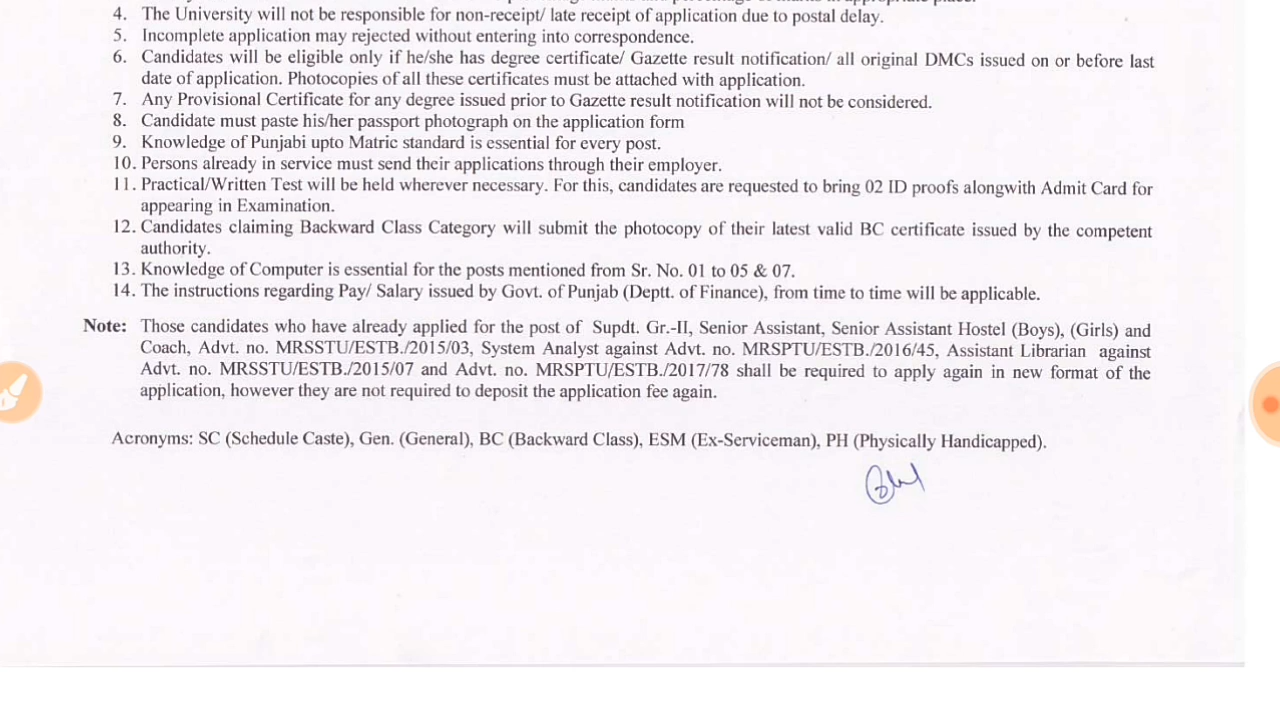 4. The University will not be responsible for non-receipt/ late receipt of application due to postal delay.
5. Incomplete application may rejected without entering into correspondence.
6. Candidates will be eligible only if he/she has degree certificate/ Gazette result notification/ all original DMCs issued on or before last
date of application. Photocopies of all these certificates must be attached with application.
7. Any Provisional Certificate for any degree issued prior to Gazette result notification will not be considered.
8. Candidate must paste his/her passport photograph on the application form
9. Knowledge of Punjabi upto Matric standard is essential for every post.
10. Persons already in service must send their applications through their employer.
11. Practical/Written Test will be held wherever necessary. For this, candidates are requested to bring 02 ID proofs alongwith Admit Card for
appearing in Examination.
12. Candidates claiming Backward Class Category will submit the photocopy of their latest valid BC certificate issued by the competent
authority.
13. Knowledge of Computer is essential for the posts mentioned from Sr. No. 01 to 05 & 07.
14. The instructions regarding Pay/ Salary issued by Govt. of Punjab (Deptt. of Finance), from time to time will be applicable.
Note: Those candidates who have already applied for the post of Supdt. Gr.-II, Senior Assistant, Senior Assistant Hostel (Boys), (Girls) and
Coach, Advt. no. MRSSTU/ESTB./2015/03, System Analyst against Advt. no. MRSPTU/ESTB./2016/45, Assistant Librarian against
Advt. no. MRSSTU/ESTB./2015/07 and Advt. no. MRSPTU/ESTB./2017/78 shall be required to apply again in new format of the
application, however they are not required to deposit the application fee again.
Acronyms: SC (Schedule Caste), Gen. (General), BC (Backward Class), ESM (Ex-Serviceman), PH (Physically Handicapped).